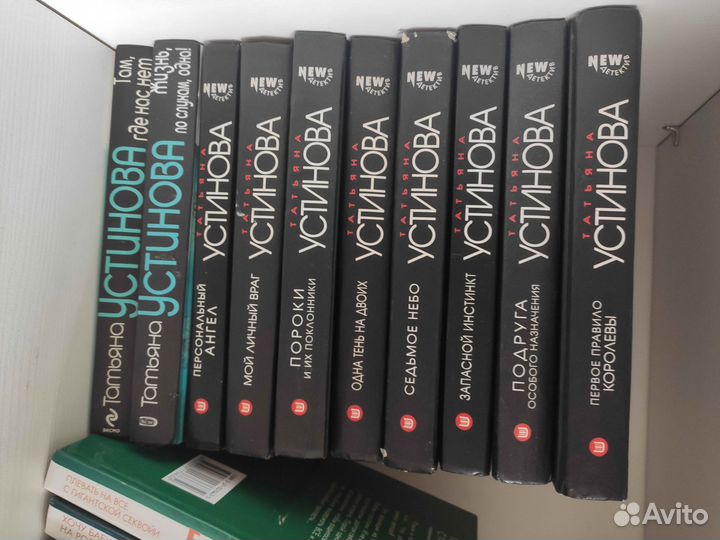 Татьяна
УСТИНОВА
Там,
где нас нет
ЭКСМО
Татьяна
УСТИНОВА
Жизнь,
по слухам, одна!
NEW
ДЕТЕКТИВ
ТАТЬЯНА
УСТИНОВА
ПЕРСОНАЛЬНЫЙ
АНГЕЛ
NEW
ДЕТЕКТИВ
ТАТЬЯНА
УСТИНОВА
МОЙ ЛИЧНЫЙ ВРАГ
NEW
ДЕТЕКТИВ
ТАТЬЯНА
УСТИНОВА
ПОРОКИ
И ИХ ПОКЛОННИКИ
NEW
ДЕТЕКТИВ
ТАТЬЯНА
УСТИНОВА
ОДНА ТЕНЬ НА ДВОИХ
NEW
ДЕТЕКТИВ
ТАТЬЯНА
УСТИНОВА
СЕДЬМОЕ НЕБО
NEW
ДЕТЕКТИВ
ТАТЬЯНА
УСТИНОВА
ЗАПАСНОЙ ИНСТИНКТ
NEW
ДЕТЕКТИВ
ТАТЬЯНА
УСТИНОВА
ПОДРУГА
ОСОБОГО НАЗНАЧЕНИЯ
NEW
ДЕТЕКТИВ
ТАТЬЯНА
УСТИНОВА
ПЕРВОЕ ПРАВИЛО
КОРОЛЕВЫ
ПЛЕВАТЬ НА ВСЕ
С ГИГАНТСКОЙ СЕКВОЙИ
ХОЧУ
НА
Avito